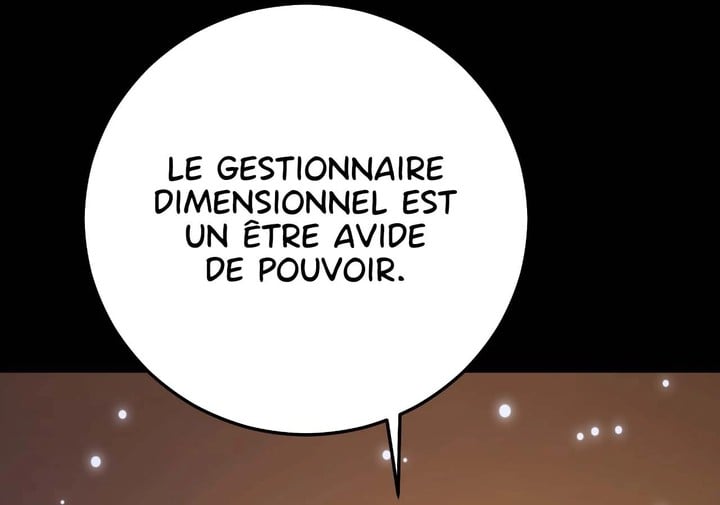 LE GESTIONNAIRE
DIMENSIONNEL EST
UN ÊTRE AVIDE
DE POUVOIR.